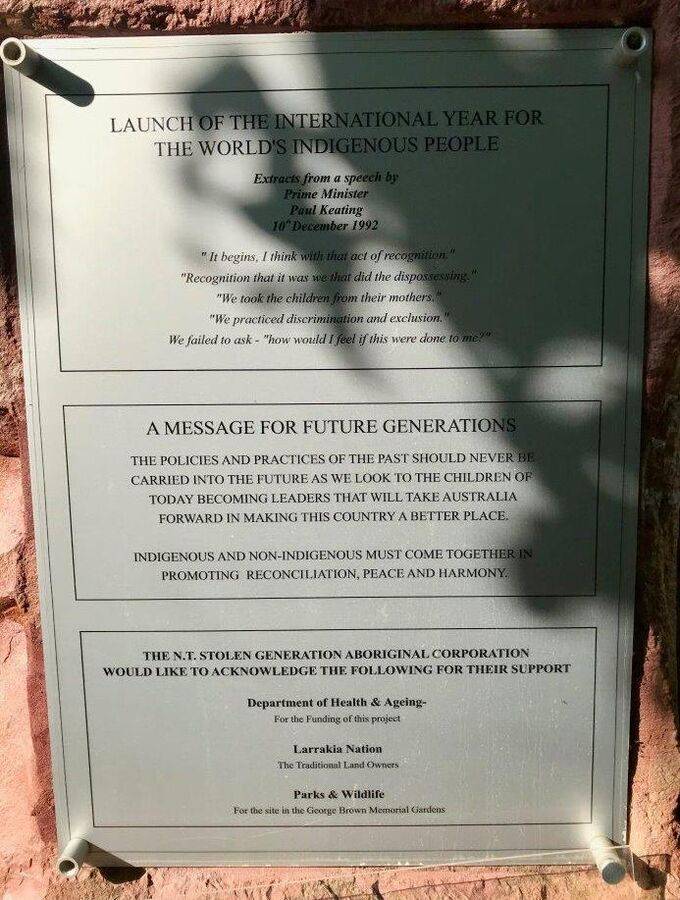 LAUNCH OF THE INTERNATIONAL YEAR FOR
THE WORLD'S INDIGENOUS PEOPLE
Extracts from a speech by
Prime Minister
Paul Keating
10th December 1992
" It begins, I think with that act of recognition."
"Recognition that it was we that did the dispossessing."
"We took the children from their mothers."
"We practiced discrimination and exclusion."
We failed to ask - "how would I feel if this were done to me?"
A MESSAGE FOR FUTURE GENERATIONS
THE POLICIES AND PRACTICES OF THE PAST SHOULD NEVER BE
CARRIED INTO THE FUTURE AS WE LOOK TO THE CHILDREN OF
TODAY BECOMING LEADERS THAT WILL TAKE AUSTRALIA
FORWARD IN MAKING THIS COUNTRY A BETTER PLACE.
INDIGENOUS AND NON-INDIGENOUS MUST COME TOGETHER IN
PROMOTING RECONCILIATION, PEACE AND HARMONY.
THE N.T. STOLEN GENERATION ABORIGINAL CORPORATION
WOULD LIKE TO ACKNOWLEDGE THE FOLLOWING FOR THEIR SUPPORT
Department of Health & Ageing-
For the Funding of this project
Larrakia Nation
The Traditional Land Owners
Parks & Wildlife
For the site in the George Brown Memorial Gardens